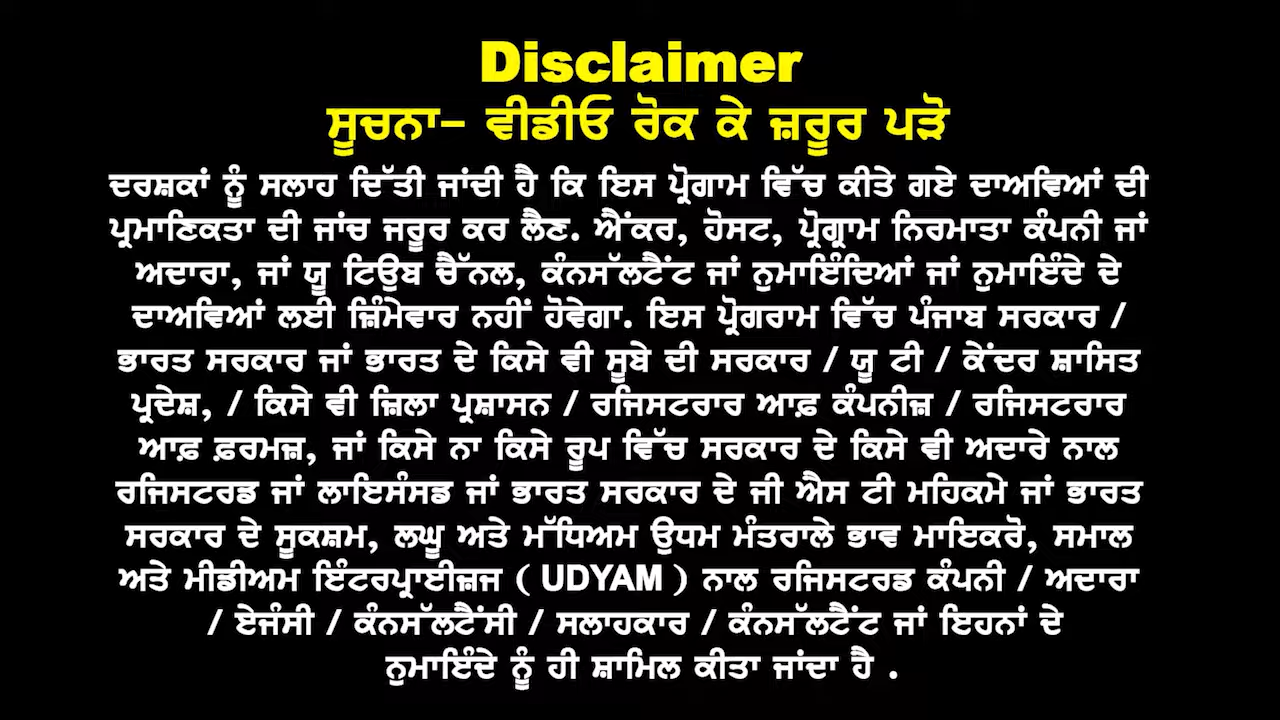 Disclaimer
ਸੂਚਨਾ- ਵੀਡੀਓ ਰੋਕ ਕੇ ਜ਼ਰੂਰ ਪੜੋ
ਦਰਸ਼ਕਾਂ ਨੂੰ ਸਲਾਹ ਦਿੱਤੀ ਜਾਂਦੀ ਹੈ ਕਿ ਇਸ ਪ੍ਰੋਗਾਮ ਵਿੱਚ ਕੀਤੇ ਗਏ ਦਾਅਵਿਆਂ ਦੀ
ਪ੍ਰਮਾਣਿਕਤਾ ਦੀ ਜਾਂਚ ਜਰੂਰ ਕਰ ਲੈਣ. ਐਂਕਰ, ਹੋਸਟ, ਪ੍ਰੋਗ੍ਰਾਮ ਨਿਰਮਾਤਾ ਕੰਪਨੀ ਜਾਂ
ਅਦਾਰਾ, ਜਾਂ ਯੂ ਟਿਊਬ ਚੈੱਨਲ, ਕੰਨਸੱਲਟੈਂਟ ਜਾਂ ਨੁਮਾਇੰਦਿਆਂ ਜਾਂ ਨੁਮਾਇੰਦੇ ਦੇ
ਦਾਅਵਿਆਂ ਲਈ ਜ਼ਿੰਮੇਵਾਰ ਨਹੀਂ ਹੋਵੇਗਾ. ਇਸ ਪ੍ਰੋਗਰਾਮ ਵਿੱਚ ਪੰਜਾਬ ਸਰਕਾਰ /
ਭਾਰਤ ਸਰਕਾਰ ਜਾਂ ਭਾਰਤ ਦੇ ਕਿਸੇ ਵੀ ਸੂਬੇ ਦੀ ਸਰਕਾਰ / ਯੂ ਟੀ / ਕੇਂਦਰ ਸ਼ਾਸਿਤ
ਪ੍ਰਦੇਸ਼, / ਕਿਸੇ ਵੀ ਜ਼ਿਲਾ ਪ੍ਰਸ਼ਾਸਨ / ਰਜਿਸਟਰਾਰ ਆਫ਼ ਕੰਪਨੀਜ਼ / ਰਜਿਸਟਰਾਰ
ਆਫ਼ ਫ਼ਰਮਜ਼, ਜਾਂ ਕਿਸੇ ਨਾ ਕਿਸੇ ਰੂਪ ਵਿੱਚ ਸਰਕਾਰ ਦੇ ਕਿਸੇ ਵੀ ਅਦਾਰੇ ਨਾਲ
ਰਜਿਸਟਰਡ ਜਾਂ ਲਾਇਸੰਸਡ ਜਾਂ ਭਾਰਤ ਸਰਕਾਰ ਦੇ ਜੀ ਐਸ ਟੀ ਮਹਿਕਮੇ ਜਾਂ ਭਾਰਤ
ਸਰਕਾਰ ਦੇ ਸੂਕਸ਼ਮ, ਲਘੂ ਅਤੇ ਮੱਧਿਅਮ ਉਧਮ ਮੰਤਰਾਲੇ ਭਾਵ ਮਾਇਕਰੋ, ਸਮਾਲ
ਅਤੇ ਮੀਡੀਅਮ ਇੰਟਰਪ੍ਰਾਈਜ਼ਜ ( UDYAM ) ਨਾਲ ਰਜਿਸਟਰਡ ਕੰਪਨੀ / ਅਦਾਰਾ
/ ਏਜੰਸੀ / ਕੰਨਸੱਲਟੈਂਸੀ / ਸਲਾਹਕਾਰ / ਕੰਨਸੱਲਟੈਂਟ ਜਾਂ ਇਹਨਾਂ ਦੇ
ਨੁਮਾਇੰਦੇ ਨੂੰ ਹੀ ਸ਼ਾਮਿਲ ਕੀਤਾ ਜਾਂਦਾ ਹੈ .